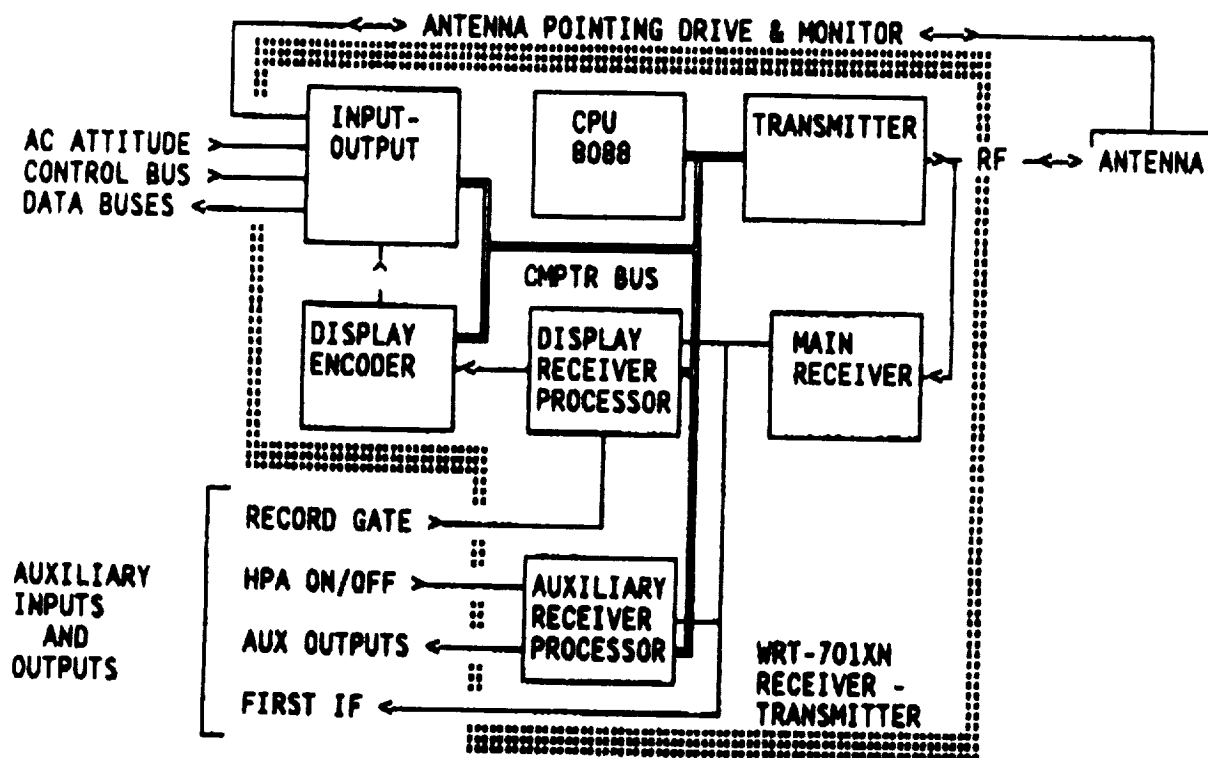 ANTENNA POINTING DRIVE & MONITOR
INPUT-
OUTPUT
CPU
8088
TRANSMITTER
AC ATTITUDE
CONTROL BUS
DATA BUSES
RF
ANTENNA
CMPTR BUS
DISPLAY
ENCODER
DISPLAY
RECEIVER
PROCESSOR
MAIN
RECEIVER
RECORD GATE
HPA ON/OFF
AUX OUTPUTS
FIRST IF
AUXILIARY
INPUTS
AND
OUTPUTS
AUXILIARY
RECEIVER
PROCESSOR
WRT-701XN
RECEIVER -
TRANSMITTER